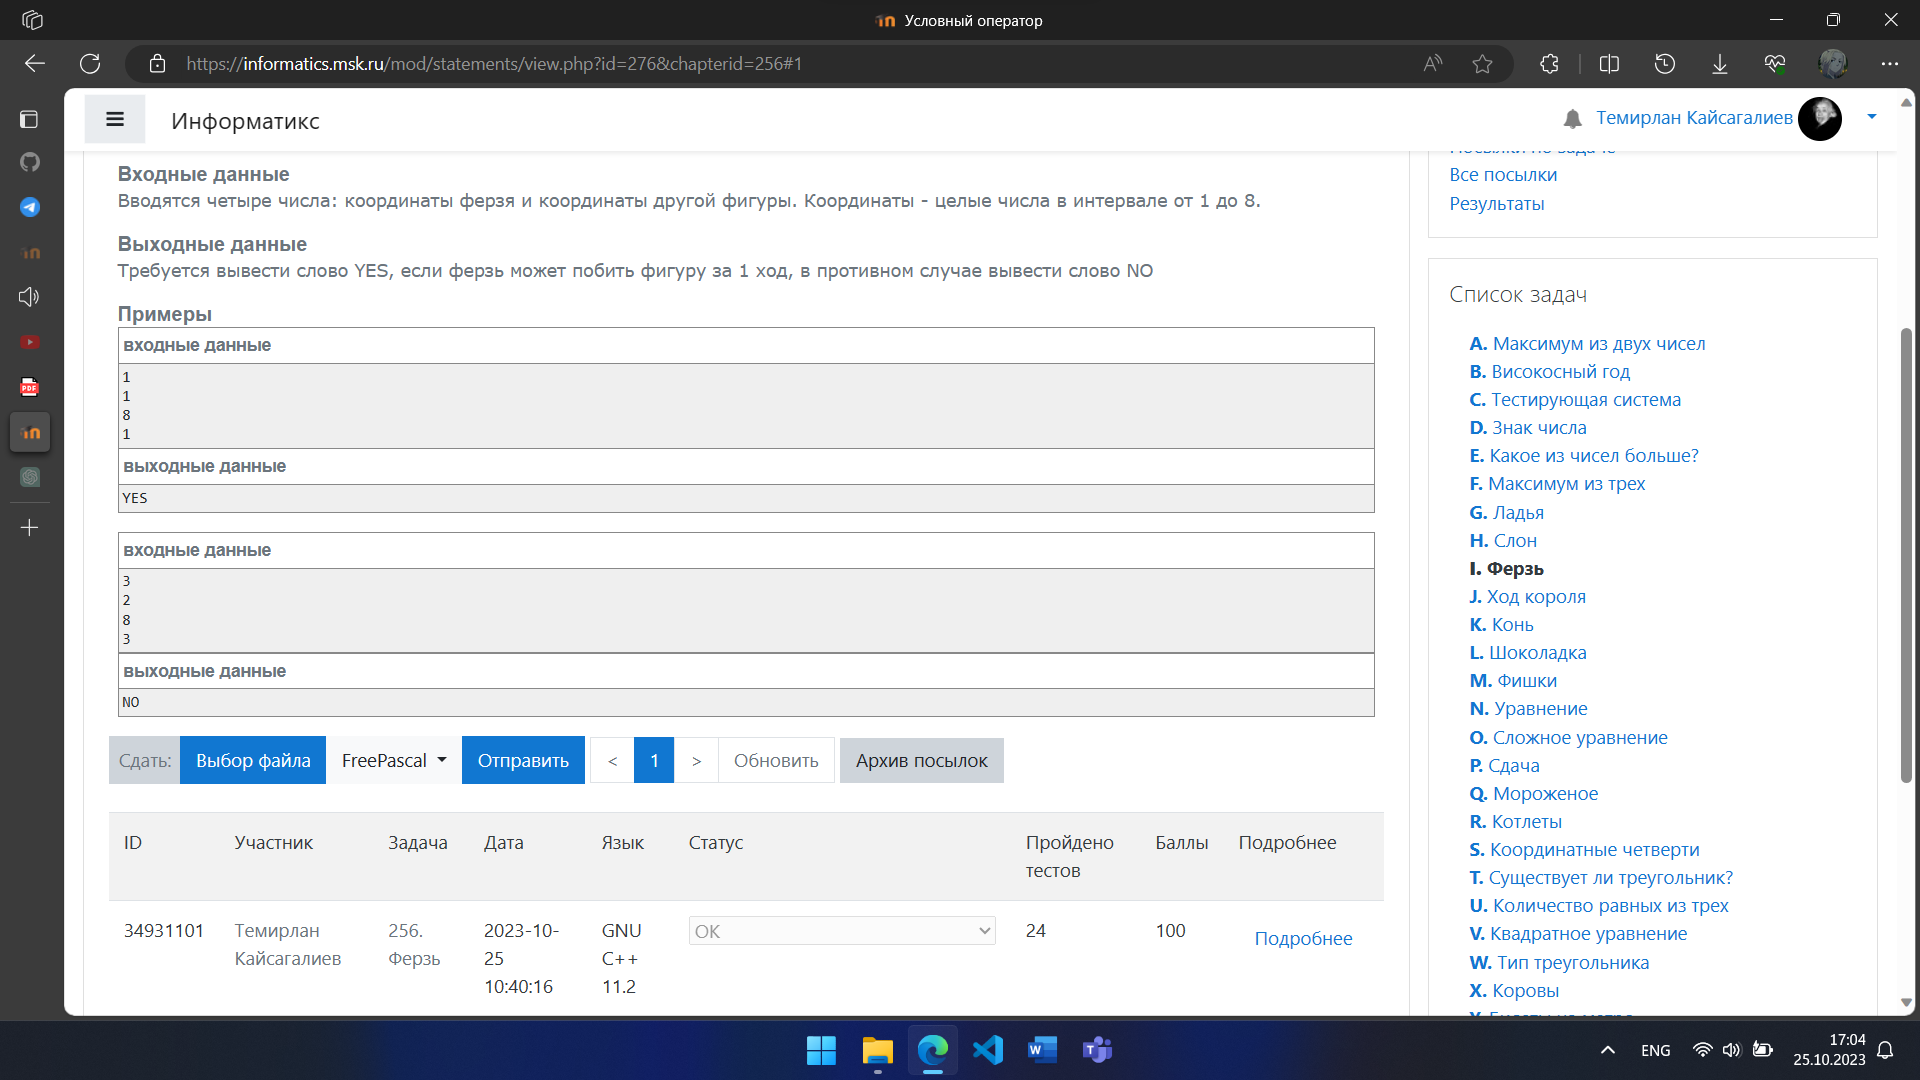 Условный оператор
https://informatics.msk.ru/mod/statements/view.php?id=276&chapterid=256#1
Информатикс
Темирлан Кайсагалиев
Входные данные
Вводятся четыре числа: координаты ферзя и координаты другой фигуры. Координаты - целые числа в интервале от 1 до 8.
Выходные данные
Требуется вывести слово YES, если ферзь может побить фигуру за 1 ход, в противном случае вывести слово NO
Примеры
входные данные
1
1
8
1
выходные данные
YES
входные данные
3
2
8
3
выходные данные
NO
Сдать: Выбор файла FreePascal Отправить < 1 > Обновить Архив посылок
ID Участник Задача Дата Язык Статус Пройдено тестов Баллы Подробнее
34931101 Темирлан Кайсагалиев 256. Ферзь 2023-10-25 10:40:16 GNU C++ 11.2 OK 24 100 Подробнее
Посылки по задаче
Все посылки
Результаты
Список задач
A. Максимум из двух чисел
B. Високосный год
C. Тестирующая система
D. Знак числа
E. Какое из чисел больше?
F. Максимум из трех
G. Ладья
H. Слон
I. Ферзь
J. Ход короля
K. Конь
L. Шоколадка
M. Фишки
N. Уравнение
O. Сложное уравнение
P. Сдача
Q. Мороженое
R. Котлеты
S. Координатные четверти
T. Существует ли треугольник?
U. Количество равных из трех
V. Квадратное уравнение
W. Тип треугольника
X. Коровы
ENG
17:04
25.10.2023